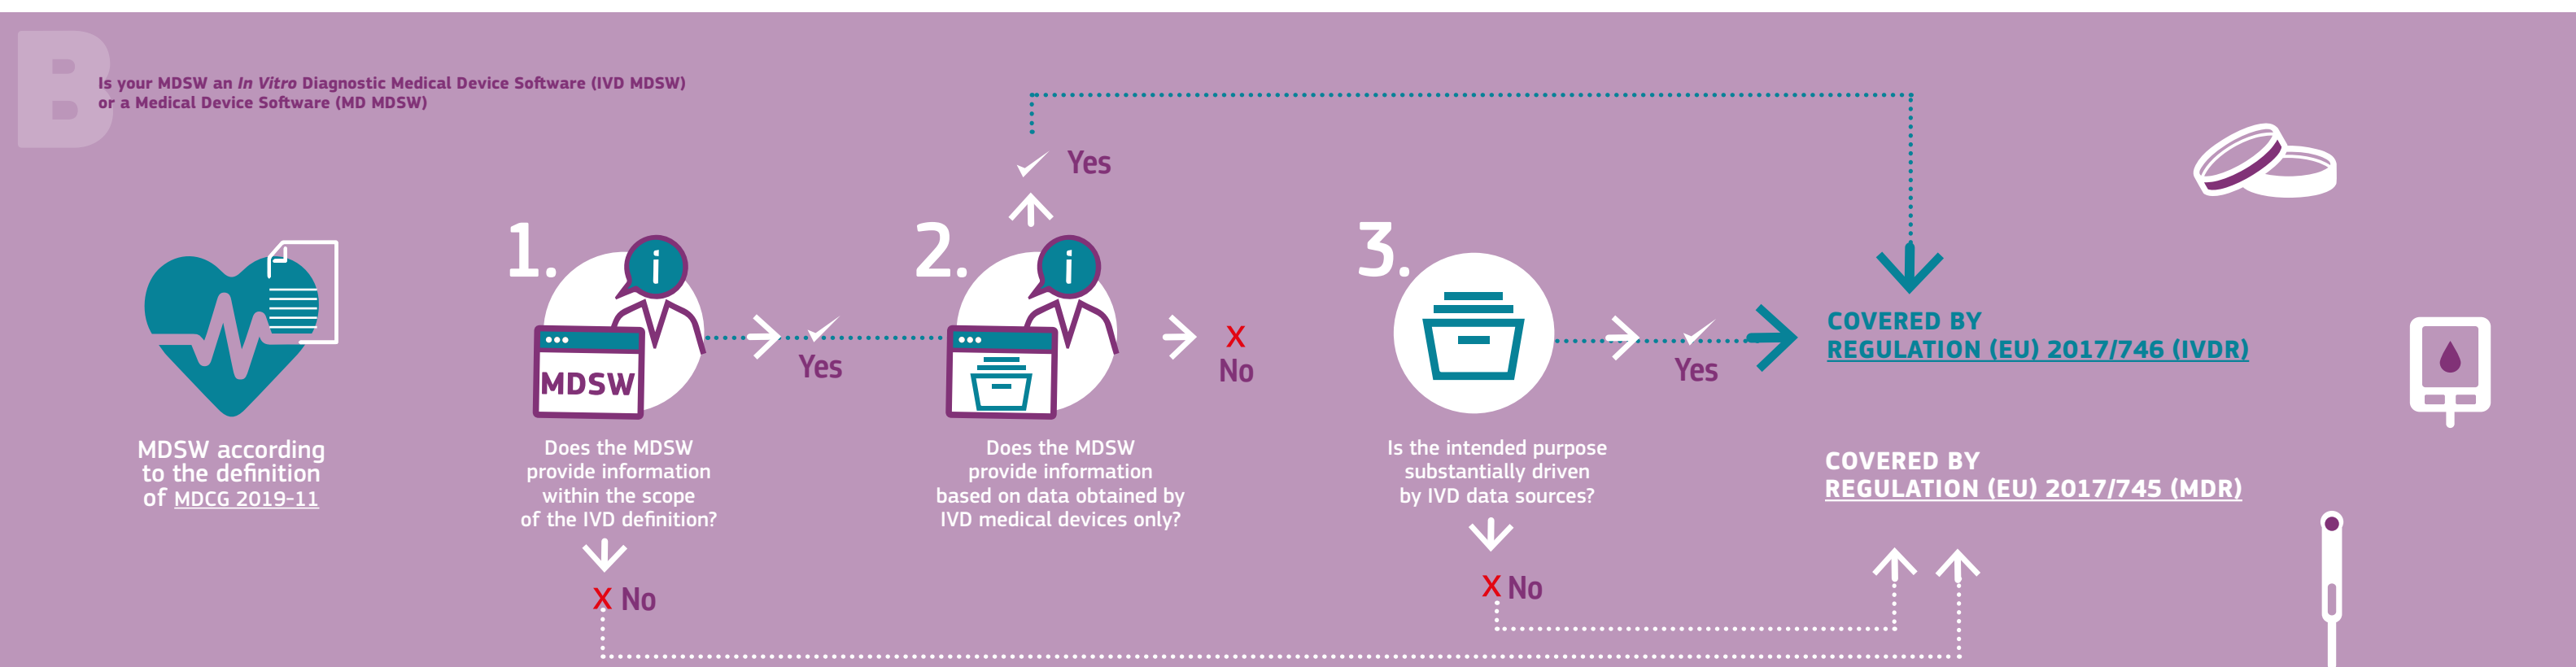 B
Is your MDSW an In Vitro Diagnostic Medical Device Software (IVD MDSW)
or a Medical Device Software (MD MDSW)
MDSW according
to the definition
of MDCG 2019-11
1.
i
MDSW
Does the MDSW
provide information
within the scope
of the IVD definition?
X No
Yes
2.
i
Yes
Does the MDSW
provide information
based on data obtained by
IVD medical devices only?
X
No
3.
Is the intended purpose
substantially driven
by IVD data sources?
X No
Yes
COVERED BY
REGULATION (EU) 2017/746 (IVDR)
COVERED BY
REGULATION (EU) 2017/745 (MDR)